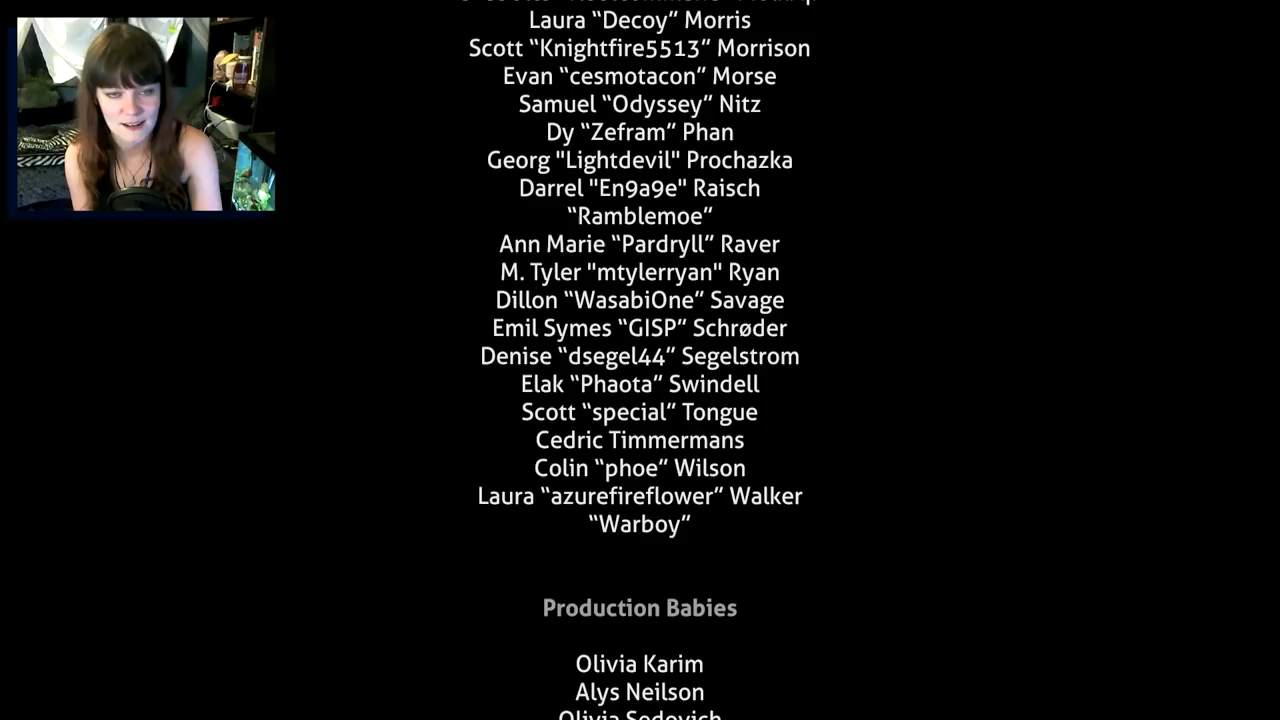 Laura “Decoy” Morris
Scott “Knightfire5513” Morrison
Evan “cesmotacon” Morse
Samuel “Odyssey” Nitz
Dy “Zefram” Phan
Georg "Lightdevil" Prochazka
Darrel "En9a9e" Raisch
“Ramblemoe”
Ann Marie “Pardryll” Raver
M. Tyler "mtylerryan" Ryan
Dillon “WasabiOne” Savage
Emil Symes “GISP” Schrøder
Denise “dsegel44” Segelstrom
Elak “Phaota” Swindell
Scott “special” Tongue
Cedric Timmermans
Colin “phoe” Wilson
Laura “azurefireflower” Walker
“Warboy”
Production Babies
Olivia Karim
Alys Neilson
Olivia Sedovich